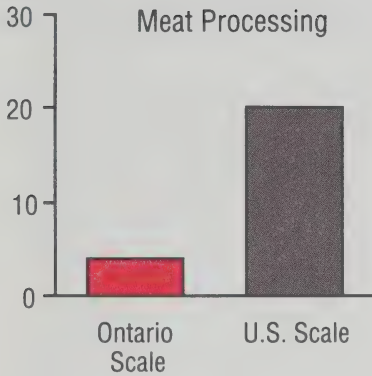 Meat Processing
30
20
10
0
Ontario
Scale
U.S. Scale